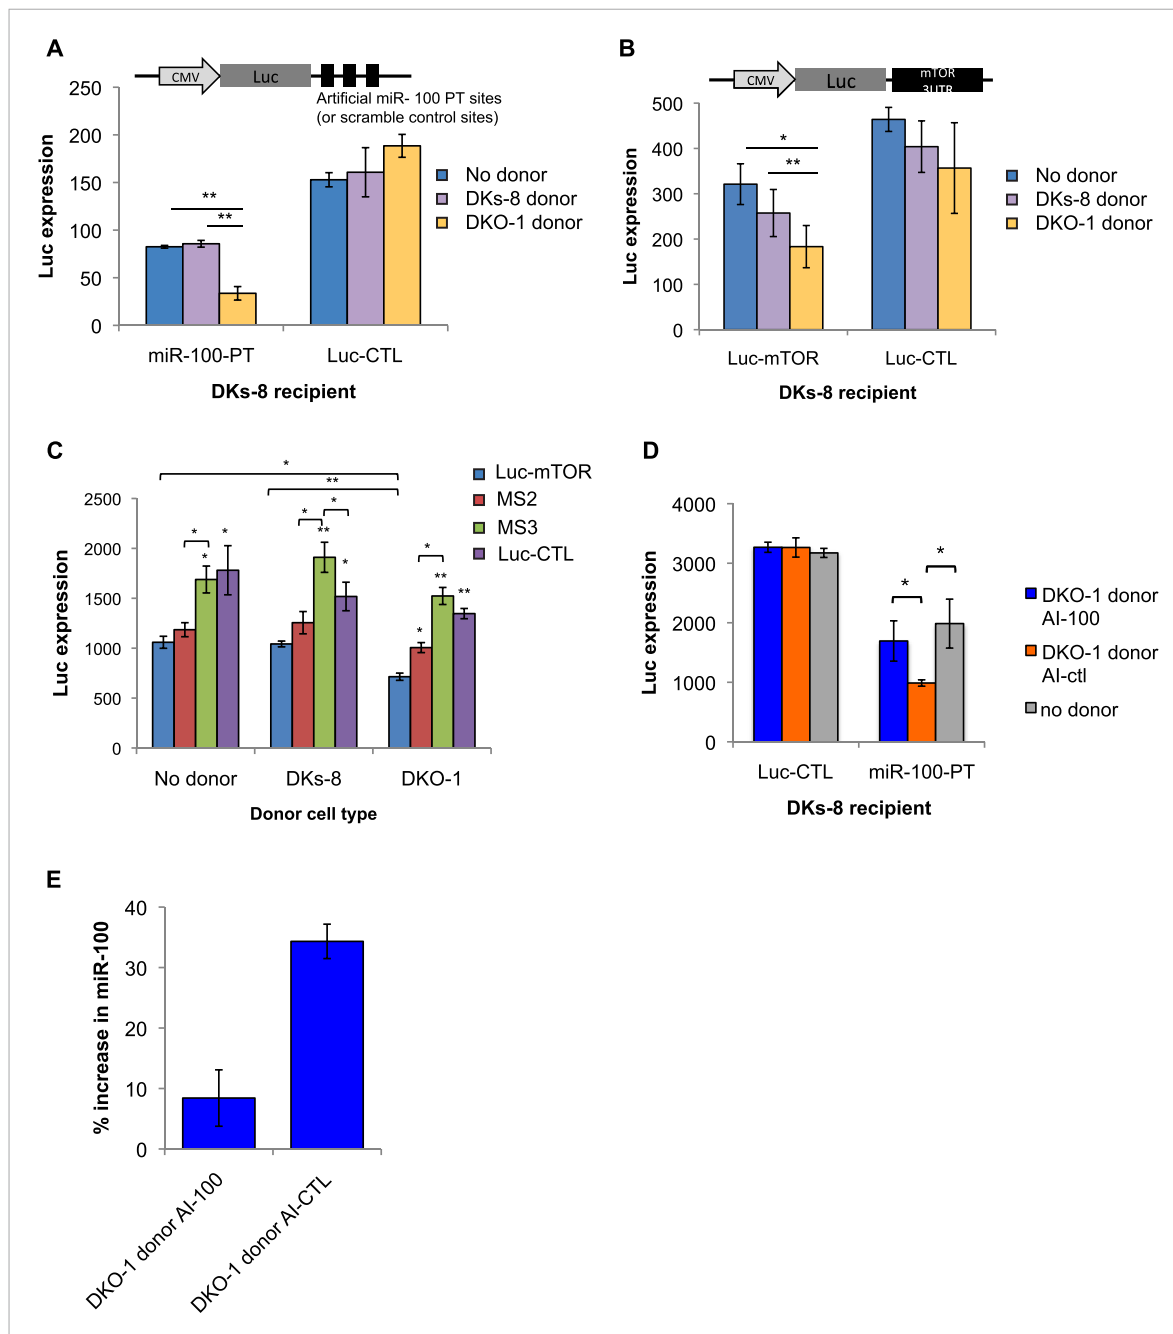 A
CMV
Luc
Artificial miR- 100 PT sites
(or scramble control sites)
250
200
150
100
50
0
Luc expression
**
**
No donor
DKs-8 donor
DKO-1 donor
miR-100-PT
Luc-CTL
DKs-8 recipient
B
CMV
Luc
mTOR
3UTR
500
400
300
200
100
0
Luc expression
*
**
No donor
DKs-8 donor
DKO-1 donor
Luc-mTOR
Luc-CTL
DKs-8 recipient
C
*
**
Luc-mTOR
MS2
MS3
Luc-CTL
2500
2000
1500
1000
500
0
Luc expression
*
*
*
*
*
**
*
*
*
**
**
No donor
DKs-8
DKO-1
Donor cell type
D
4000
3000
2000
1000
0
Luc expression
*
*
DKO-1 donor
AI-100
DKO-1 donor
AI-ctl
no donor
Luc-CTL
miR-100-PT
DKs-8 recipient
E
40
30
20
10
0
% increase in miR-100
DKO-1 donor AI-100
DKO-1 donor AI-CTL